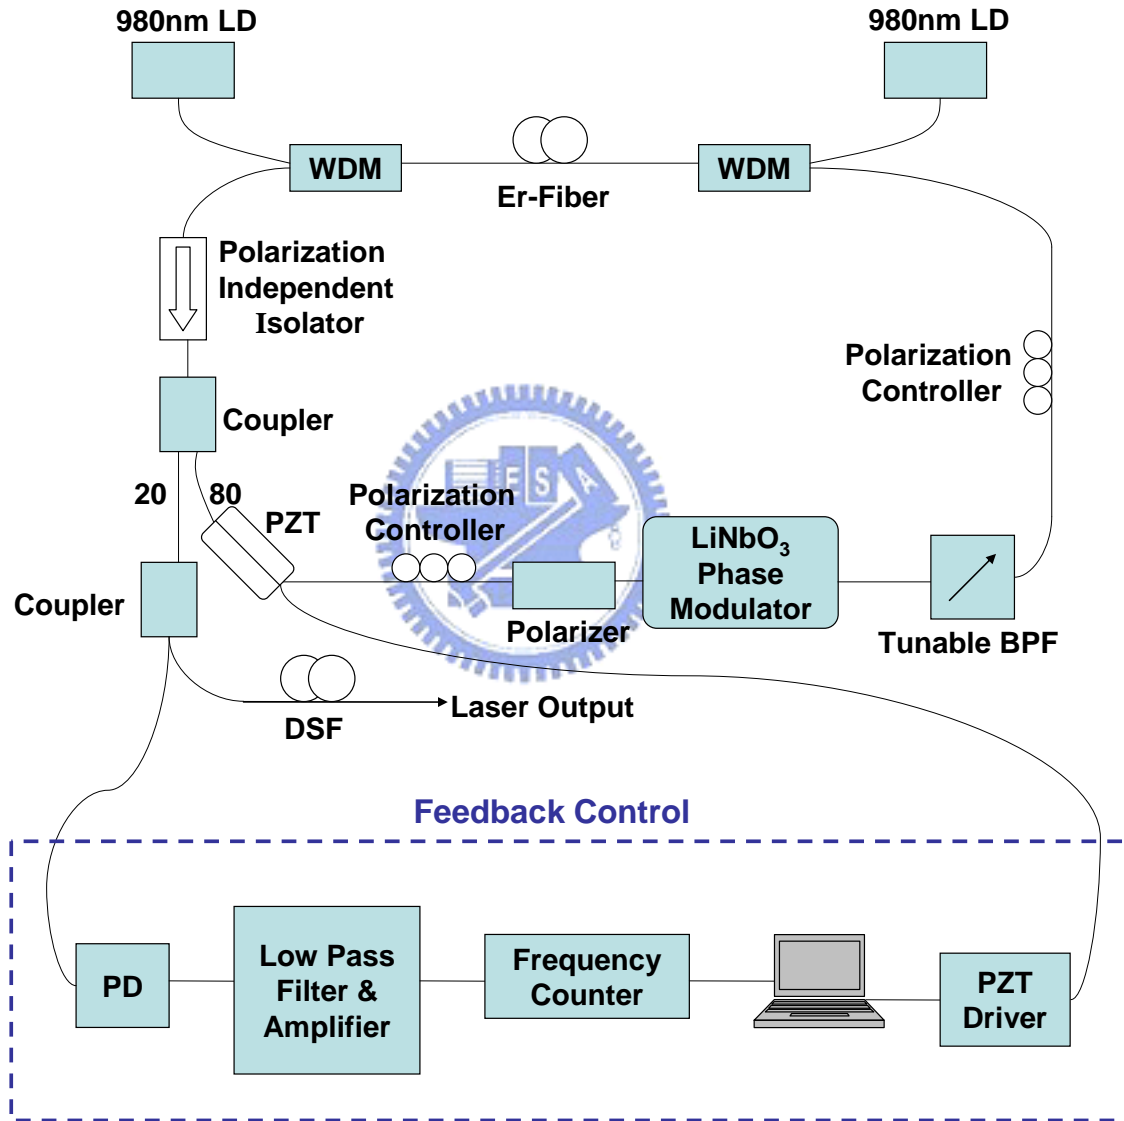 980nm LD
980nm LD
WDM
WDM
Er-Fiber
Polarization
Independent
Isolator
Polarization
Controller
Coupler
20
80
PZT
Polarization
Controller
LiNbO₃
Phase
Modulator
Coupler
Polarizer
Tunable BPF
DSF
Laser Output
Feedback Control
PD
Low Pass
Filter &
Amplifier
Frequency
Counter
PZT
Driver
E S A